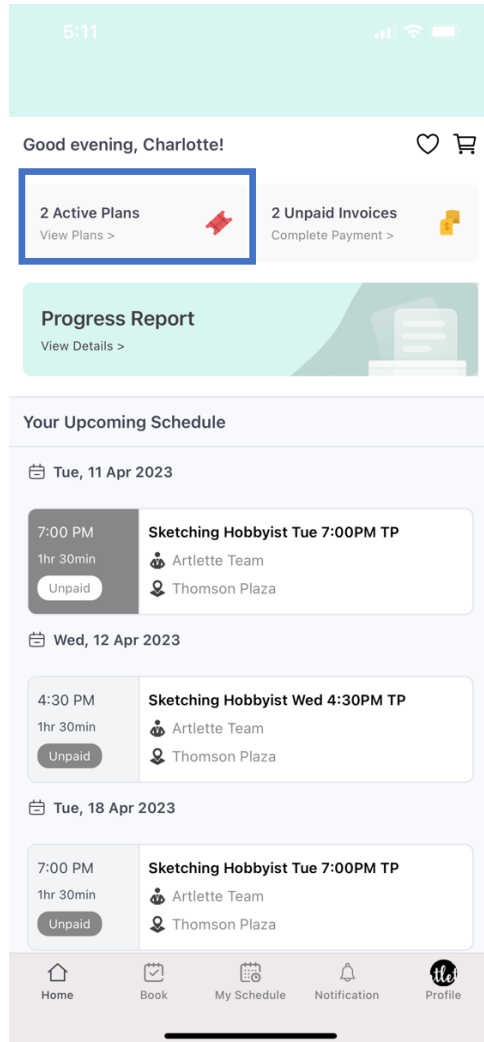 5:11
Good evening, Charlotte!
2 Active Plans
View Plans >
2 Unpaid Invoices
Complete Payment >
Progress Report
View Details >
Your Upcoming Schedule
Tue, 11 Apr 2023
7:00 PM
1hr 30min
Unpaid
Sketching Hobbyist Tue 7:00PM TP
Artlette Team
Thomson Plaza
Wed, 12 Apr 2023
4:30 PM
1hr 30min
Unpaid
Sketching Hobbyist Wed 4:30PM TP
Artlette Team
Thomson Plaza
Tue, 18 Apr 2023
7:00 PM
1hr 30min
Unpaid
Sketching Hobbyist Tue 7:00PM TP
Artlette Team
Thomson Plaza
Home
Book
My Schedule
Notification
Profile